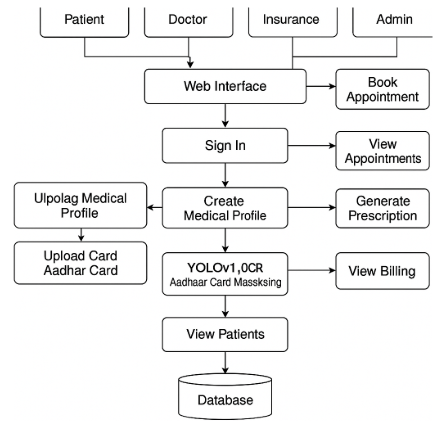 Patient
Doctor
Insurance
Admin
Web Interface
Book
Appointment
Sign In
View
Appointments
Ulpolag Medical
Profile
Create
Medical Profile
Generate
Prescription
Upload Card
Aadhar Card
YOLOv1,0CR
Aadhaar Card Massksing
View Billing
View Patients
Database